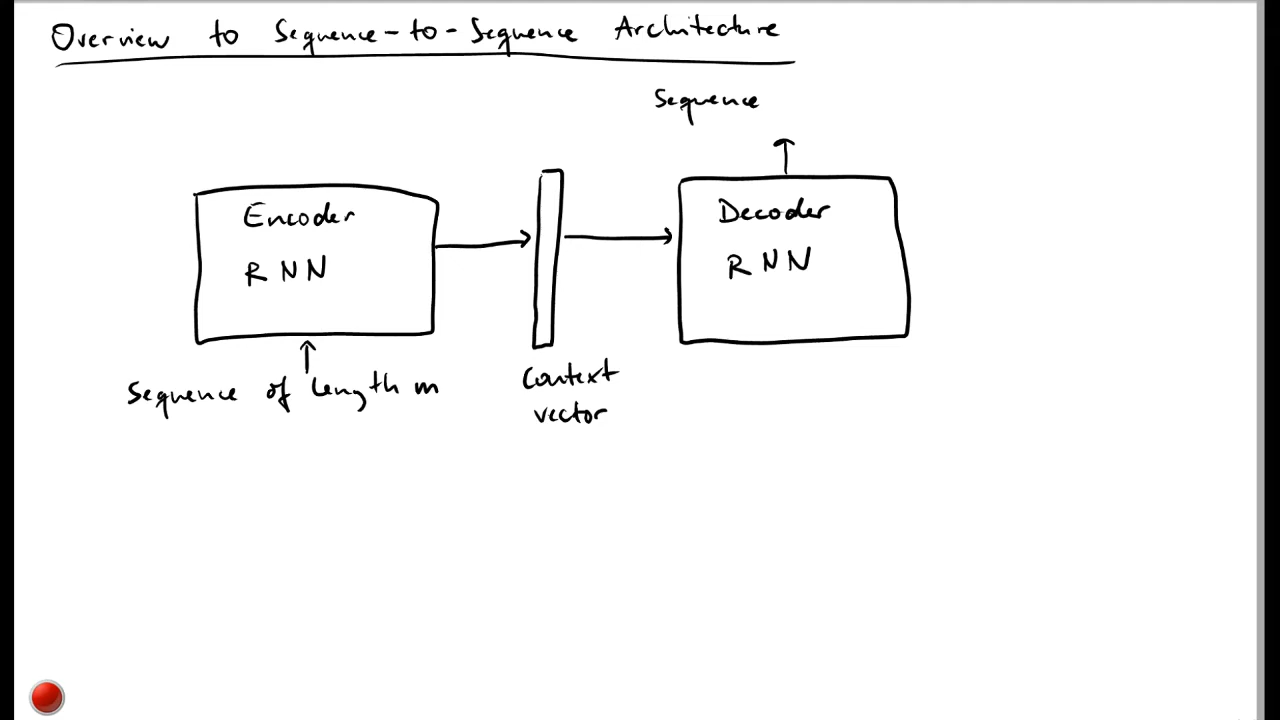 Overview to Sequence-to-Sequence Architecture
Sequence
Encoder
RNN
Decoder
RNN
Sequence of length m
Context
vector